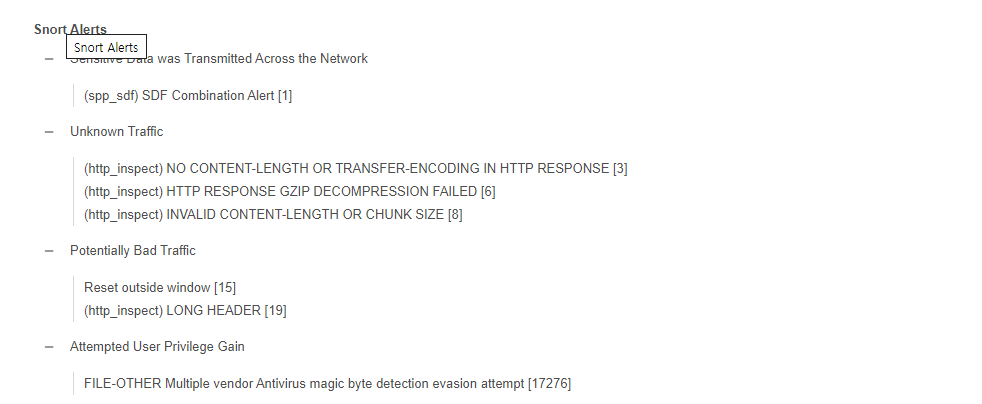 Snort Alerts
Snort Alerts
Sensitive Data was Transmitted Across the Network
(spp_sdf) SDF Combination Alert [1]
Unknown Traffic
(http_inspect) NO CONTENT-LENGTH OR TRANSFER-ENCODING IN HTTP RESPONSE [3]
(http_inspect) HTTP RESPONSE GZIP DECOMPRESSION FAILED [6]
(http_inspect) INVALID CONTENT-LENGTH OR CHUNK SIZE [8]
Potentially Bad Traffic
Reset outside window [15]
(http_inspect) LONG HEADER [19]
Attempted User Privilege Gain
FILE-OTHER Multiple vendor Antivirus magic byte detection evasion attempt [17276]